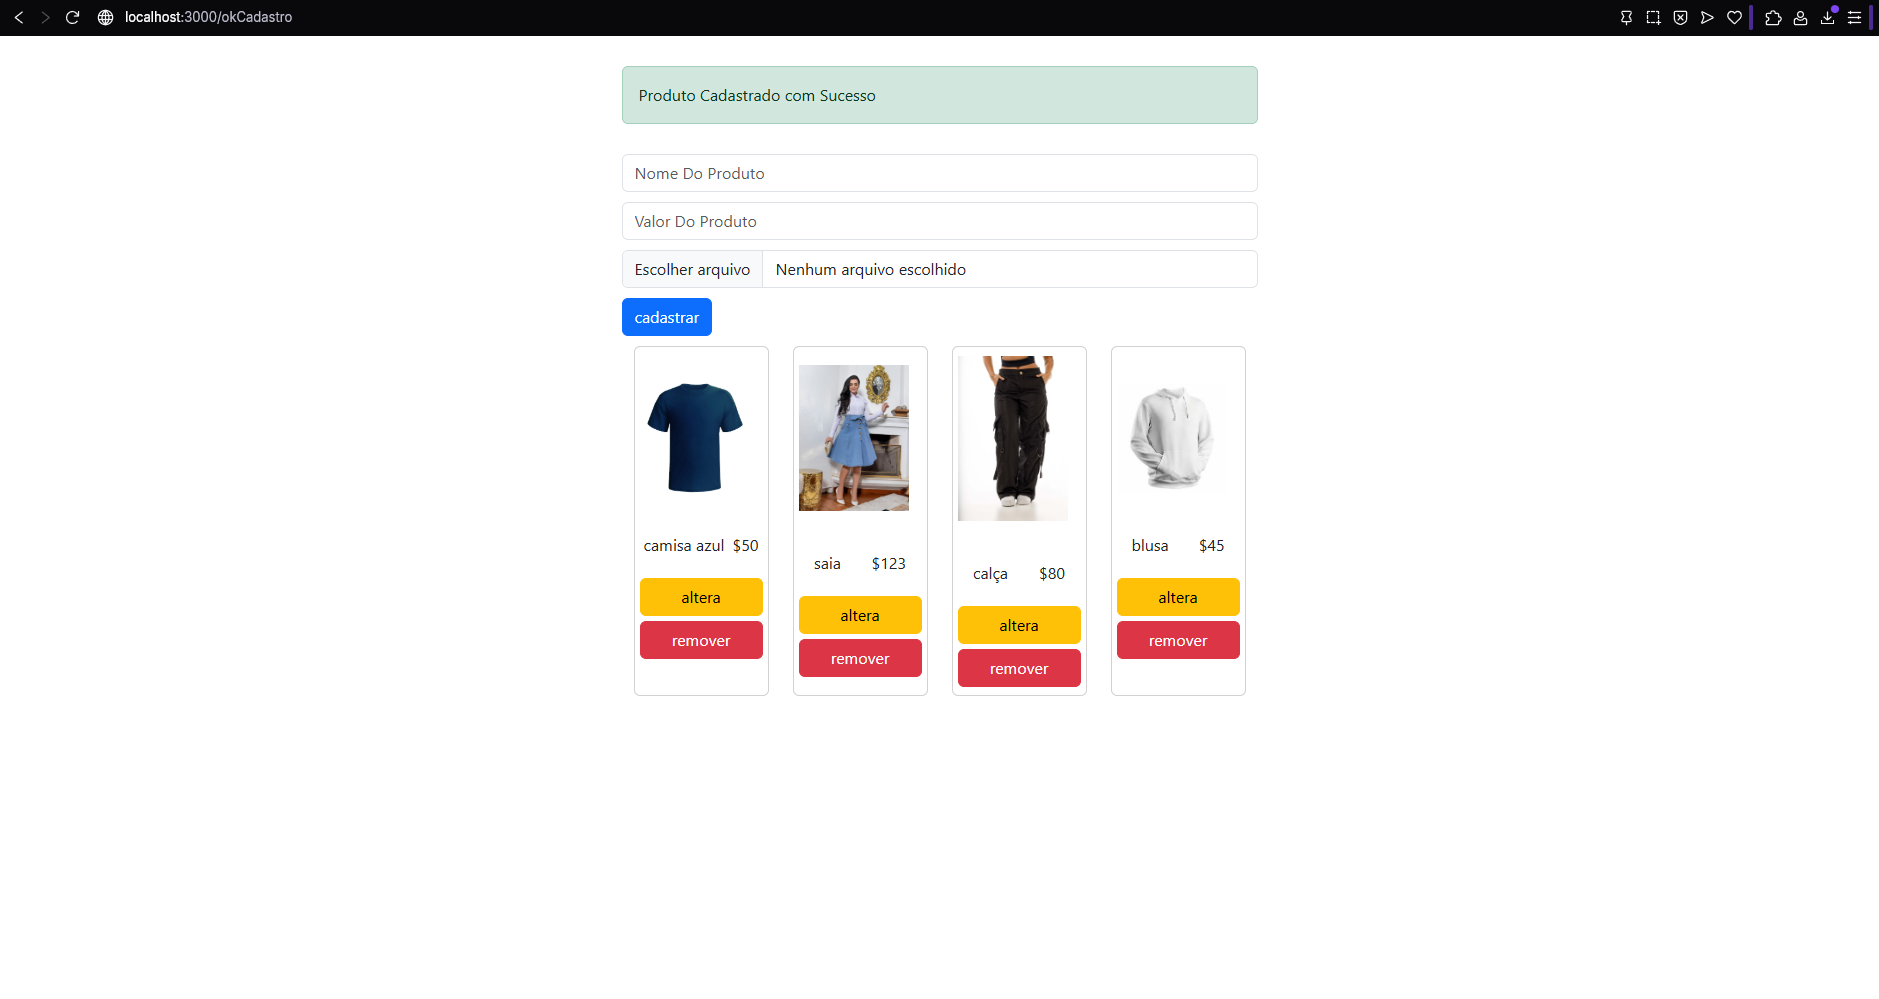 localhost:3000/okCadastro
Produto Cadastrado com Sucesso
Nome Do Produto
Valor Do Produto
Escolher arquivo Nenhum arquivo escolhido
cadastrar
camisa azul $50
altera
remover
saia $123
altera
remover
calça $80
altera
remover
blusa $45
altera
remover